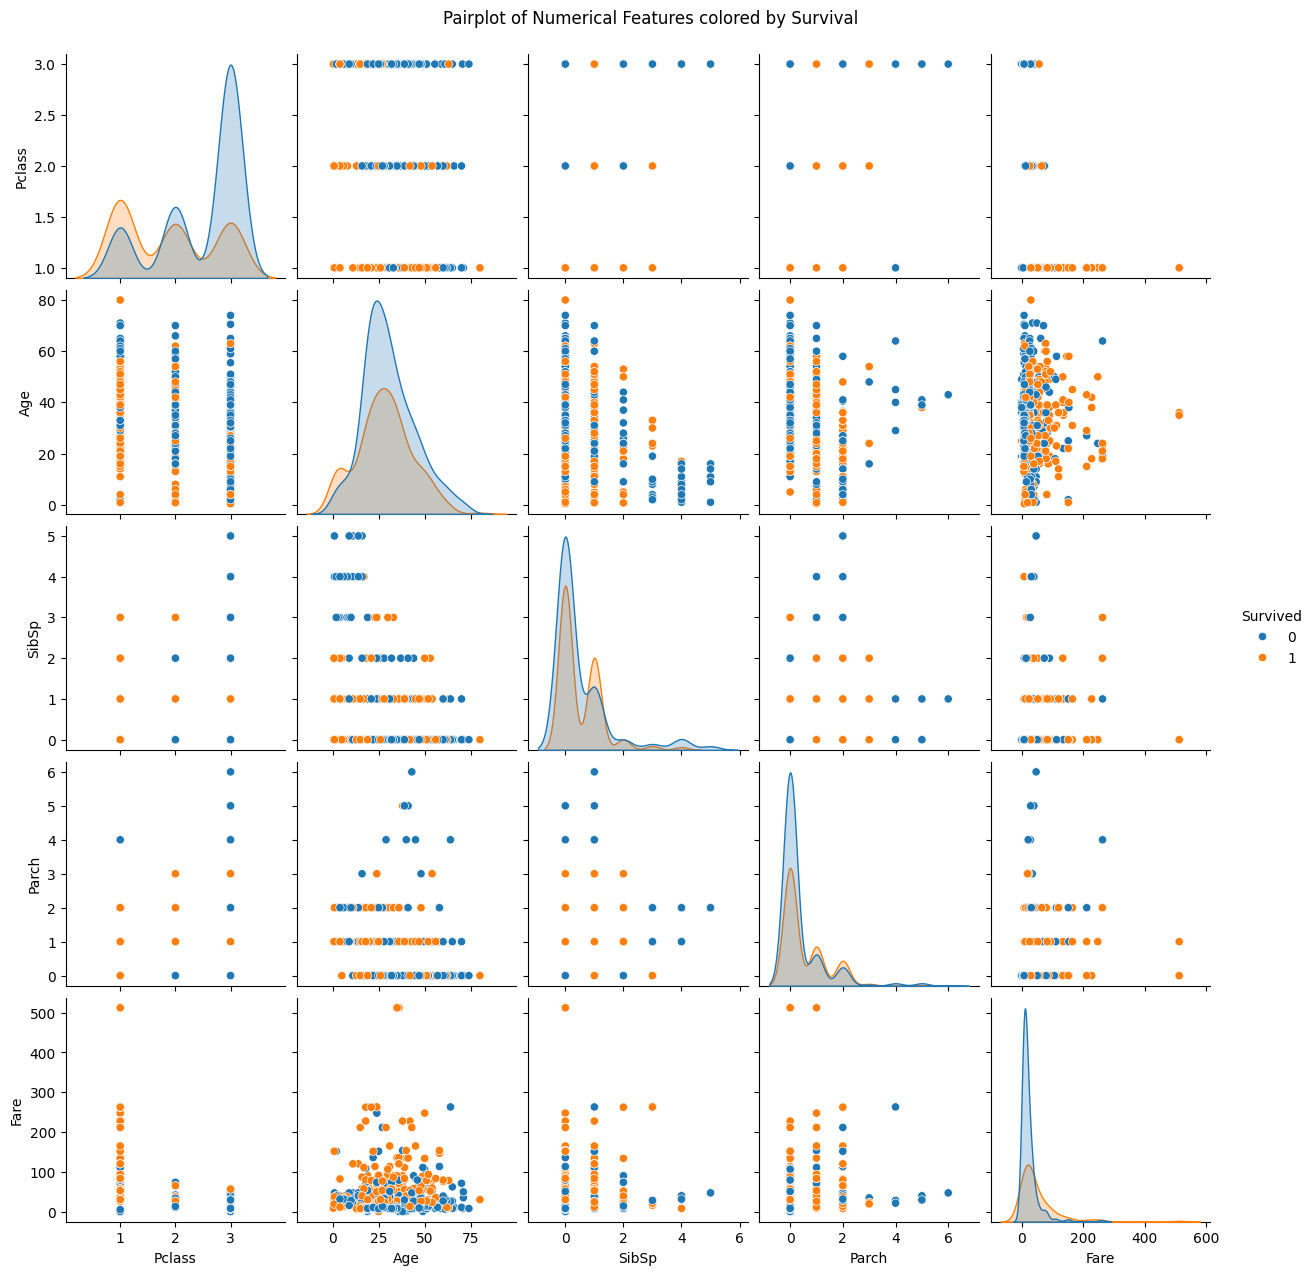 Pairplot of Numerical Features colored by Survival
3.0
2.5
2.0
1.5
1.0
Pclass
80
60
40
20
0
Age
5
4
3
2
1
0
SibSp
Survived
0
1
6
5
4
3
2
1
0
Parch
500
400
300
200
100
0
Fare
1 2 3
0 25 50 75
0 2 4 6
0 2 4 6
0 200 400 600
Pclass
Age
SibSp
Parch
Fare